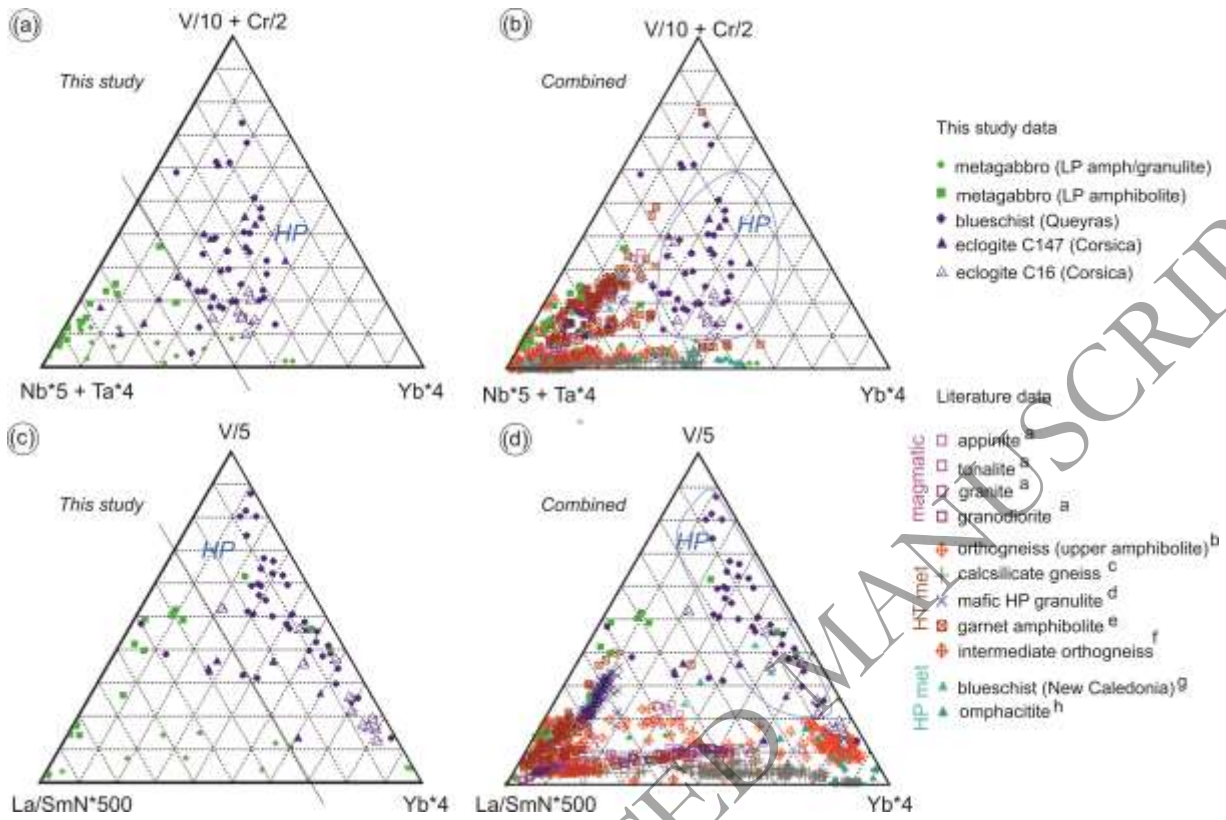 (a)
V/10 + Cr/2
This study
HP
Nb*5 + Ta*4
Yb*4
(b)
V/10 + Cr/2
Combined
HP
Nb*5 + Ta*4
Yb*4
This study data
metagabbro (LP amph/granulite)
metagabbro (LP amphibolite)
blueschist (Queyras)
eclogite C147 (Corsica)
eclogite C16 (Corsica)
(c)
V/5
This study
HP
La/SmN*500
Yb*4
(d)
V/5
Combined
HP
La/SmN*500
Yb*4
Literature data
magmatic
appinite a
tonalite a
granite a
granodiorite a
HT met
orthogneiss (upper amphibolite) b
calcsilicate gneiss c
mafic HP granulite d
garnet amphibolite e
intermediate orthogneiss f
HP met
blueschist (New Caledonia) g
omphacitite h
TED MANUSCRIP